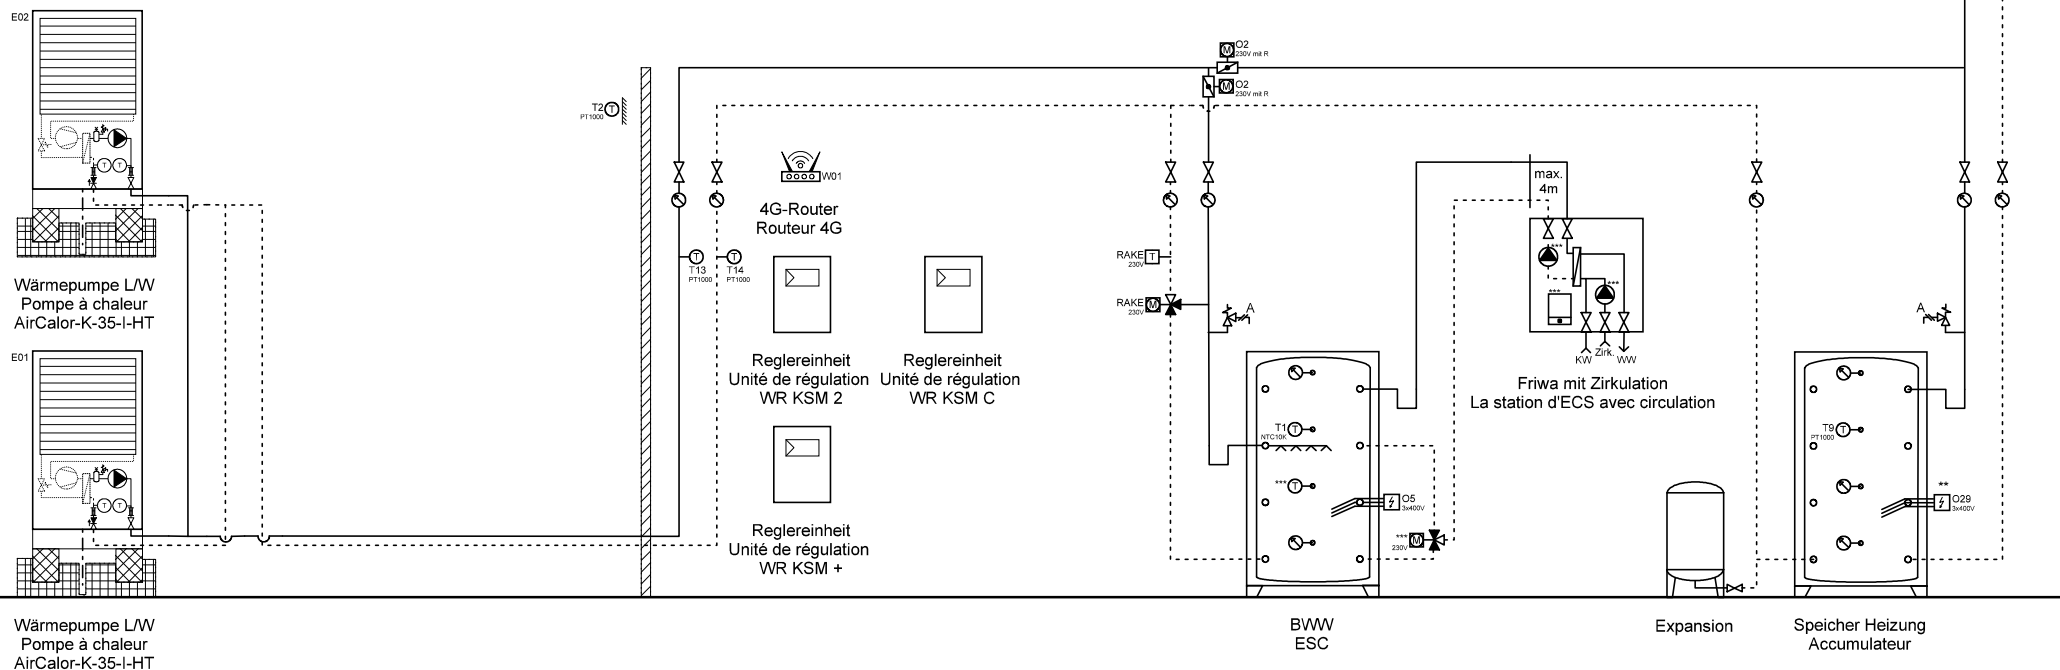 E02
Wärmepumpe L/W
Pompe à chaleur
AirCalor-K-35-I-HT
E01
Wärmepumpe L/W
Pompe à chaleur
AirCalor-K-35-I-HT
T T
T T
T2
PT1000
T
W01
4G-Router
Routeur 4G
T
T13
PT1000
T
T14
PT1000
Reglereinheit
Unité de régulation
WR KSM 2
Reglereinheit
Unité de régulation
WR KSM C
Reglereinheit
Unité de régulation
WR KSM +
M
O2
230V mit R
M
O2
230V mit R
RAKE
230V
T
RAKE
230V
M
A
T1
NTC10K
T
***
T
O5
3x400V
***
230V
M
BWW
ESC
max.
4m
***
***
***
KW
Zirk.
WW
Friwa mit Zirkulation
La station d'ECS avec circulation
Expansion
A
T9
PT1000
T
**
O29
3x400V
Speicher Heizung
Accumulateur